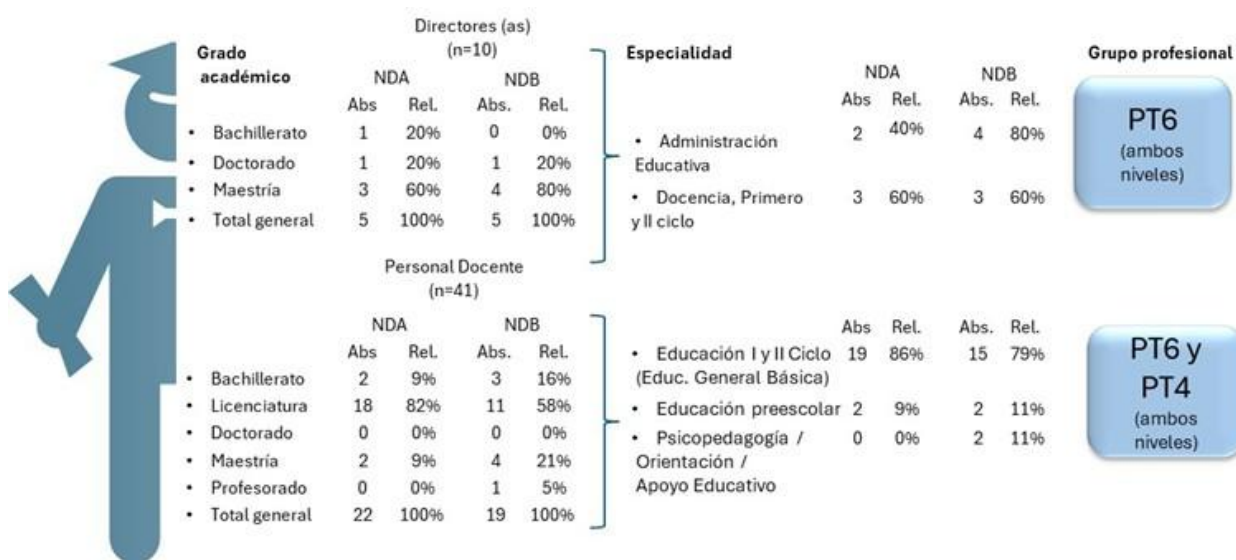 Directores (as)
(n=10)
Grado
académico
NDA NDB
Abs Rel. Abs. Rel.
• Bachillerato 1 20% 0 0%
• Doctorado 1 20% 1 20%
• Maestría 3 60% 4 80%
• Total general 5 100% 5 100%
Especialidad
NDA NDB
Abs Rel. Abs. Rel.
• Administración 2 40% 4 80%
Educativa
• Docencia, Primero 3 60% 3 60%
y II ciclo
Grupo profesional
PT6
(ambos
niveles)
Personal Docente
(n=41)
NDA NDB
Abs Rel. Abs. Rel.
• Bachillerato 2 9% 3 16%
• Licenciatura 18 82% 11 58%
• Doctorado 0 0% 0 0%
• Maestría 2 9% 4 21%
• Profesorado 0 0% 1 5%
• Total general 22 100% 19 100%
Abs Rel. Abs. Rel.
• Educación I y II Ciclo 19 86% 15 79%
(Educ. General Básica)
• Educación preescolar 2 9% 2 11%
• Psicopedagogía / 0 0% 2 11%
Orientación /
Apoyo Educativo
PT6 y
PT4
(ambos
niveles)